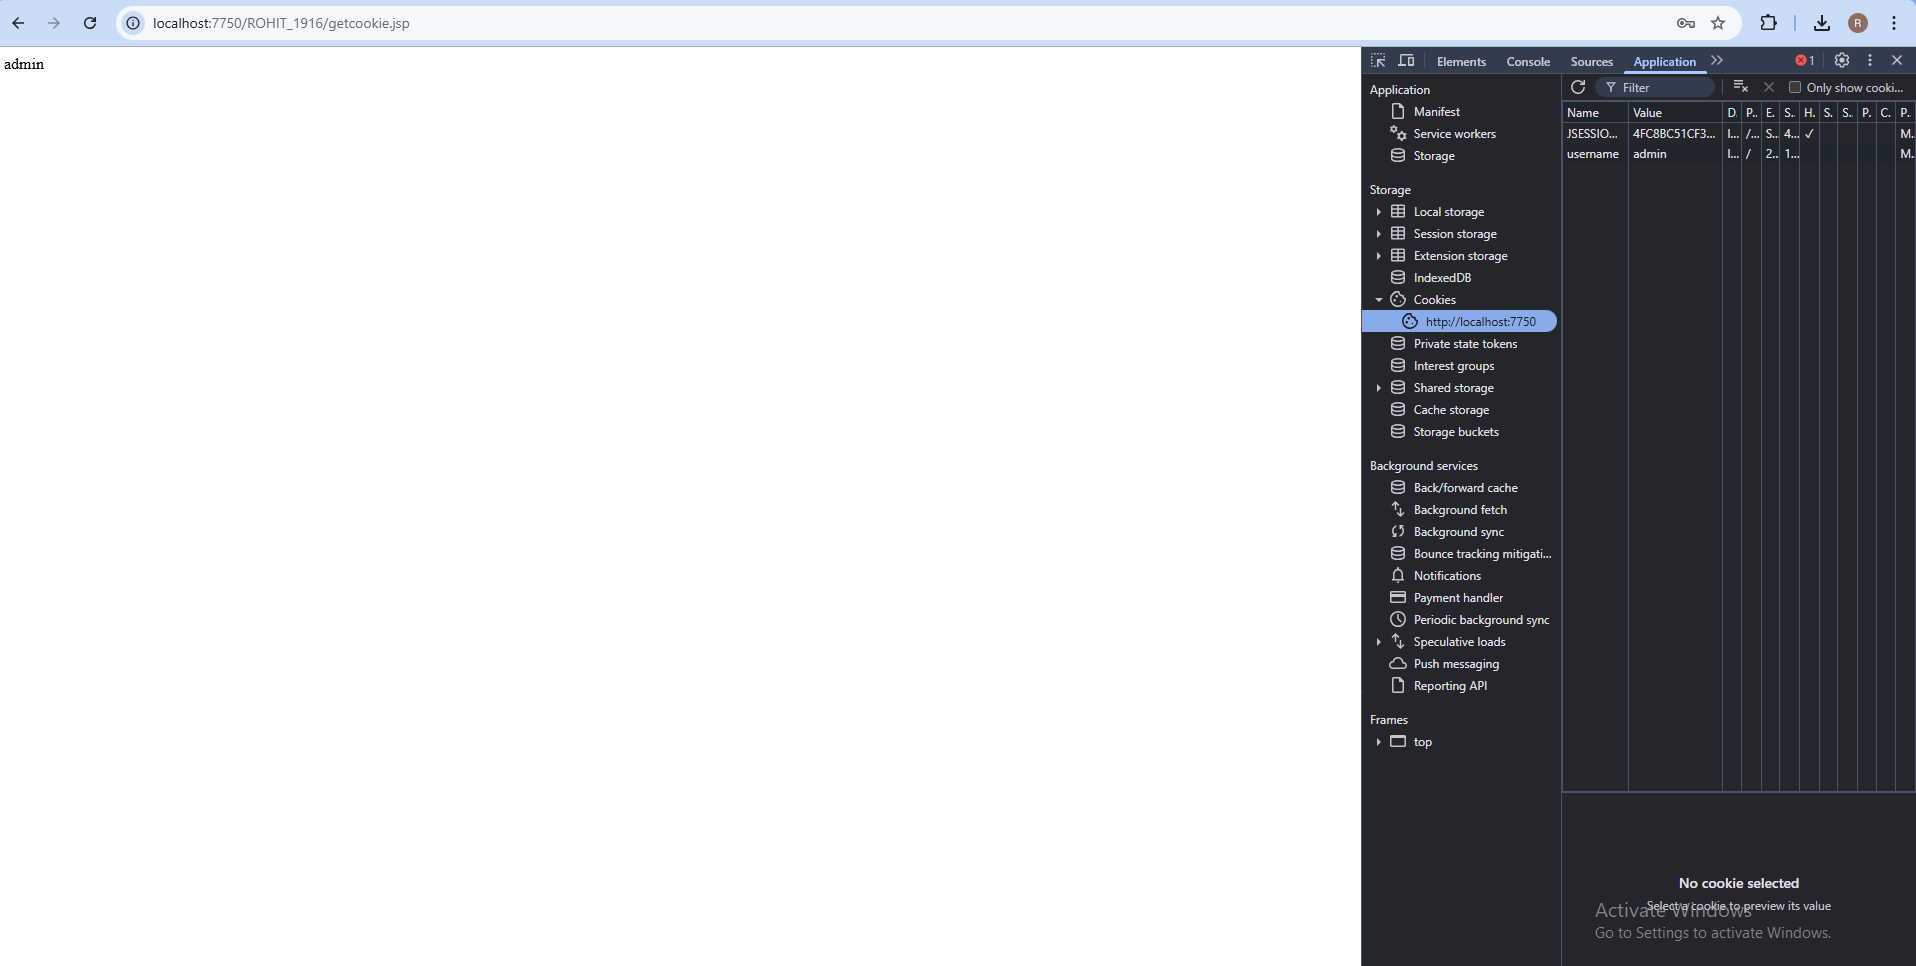 localhost:7750/ROHIT_1916/getcookie.jsp
R
admin
Elements Console Sources Application 1
Application
Manifest
Service workers
Storage
Storage
Local storage
Session storage
Extension storage
IndexedDB
Cookies
http://localhost:7750
Private state tokens
Interest groups
Shared storage
Cache storage
Storage buckets
Background services
Back/forward cache
Background fetch
Background sync
Bounce tracking mitigati...
Notifications
Payment handler
Periodic background sync
Speculative loads
Push messaging
Reporting API
Frames
top
Filter Only show cooki...
Name Value D. P.. E. S.. H. S. S.. P. C. P..
JSESSIO... 4FC8BC51CF3... l... /... S.. 4... ✓ M..
username admin l... / 2.. 1... M..
No cookie selected
Select a cookie to preview its value
Activate Windows
Go to Settings to activate Windows.